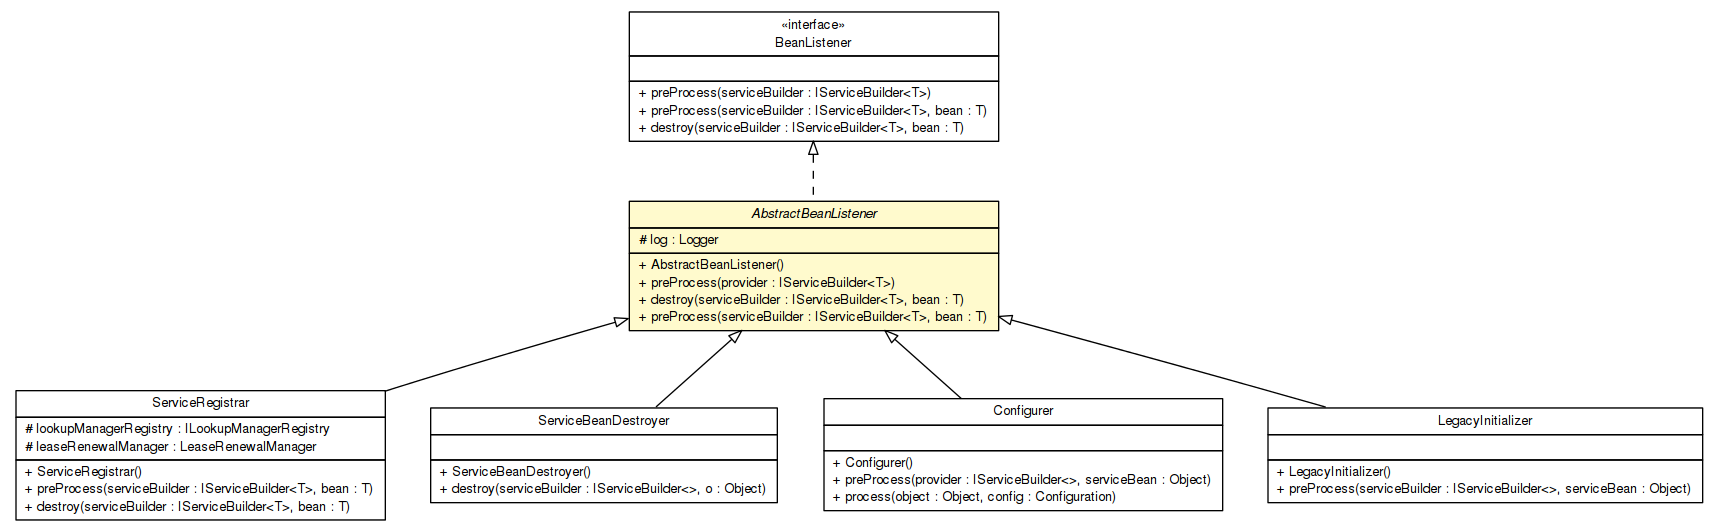 «interface»
BeanListener
+ preProcess(serviceBuilder : IServiceBuilder<T>)
+ preProcess(serviceBuilder : IServiceBuilder<T>, bean : T)
+ destroy(serviceBuilder : IServiceBuilder<T>, bean : T)
AbstractBeanListener
# log : Logger
+ AbstractBeanListener()
+ preProcess(provider : IServiceBuilder<T>)
+ destroy(serviceBuilder : IServiceBuilder<T>, bean : T)
+ preProcess(serviceBuilder : IServiceBuilder<T>, bean : T)
ServiceRegistrar
# lookupManagerRegistry : ILookupManagerRegistry
# leaseRenewalManager : LeaseRenewalManager
+ ServiceRegistrar()
+ preProcess(serviceBuilder : IServiceBuilder<T>, bean : T)
+ destroy(serviceBuilder : IServiceBuilder<T>, bean : T)
ServiceBeanDestroyer
+ ServiceBeanDestroyer()
+ destroy(serviceBuilder : IServiceBuilder<>, o : Object)
Configurer
+ Configurer()
+ preProcess(provider : IServiceBuilder<>, serviceBean : Object)
+ process(object : Object, config : Configuration)
LegacyInitializer
+ LegacyInitializer()
+ preProcess(serviceBuilder : IServiceBuilder<>, serviceBean : Object)